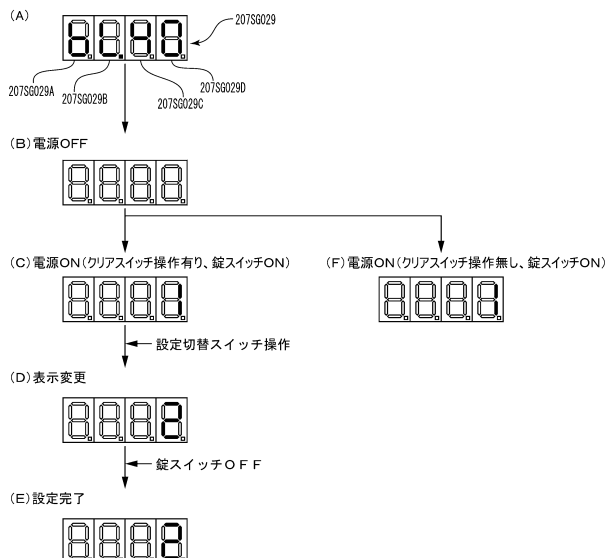 (A)
207SG029
207SG029A
207SG029B
207SG029C
207SG029D
(B)電源OFF
(C)電源ON(クリアスイッチ操作有り、錠スイッチON)
(F)電源ON(クリアスイッチ操作無し、錠スイッチON)
1
1
設定切替スイッチ操作
(D)表示変更
2
錠スイッチOFF
(E)設定完了
2